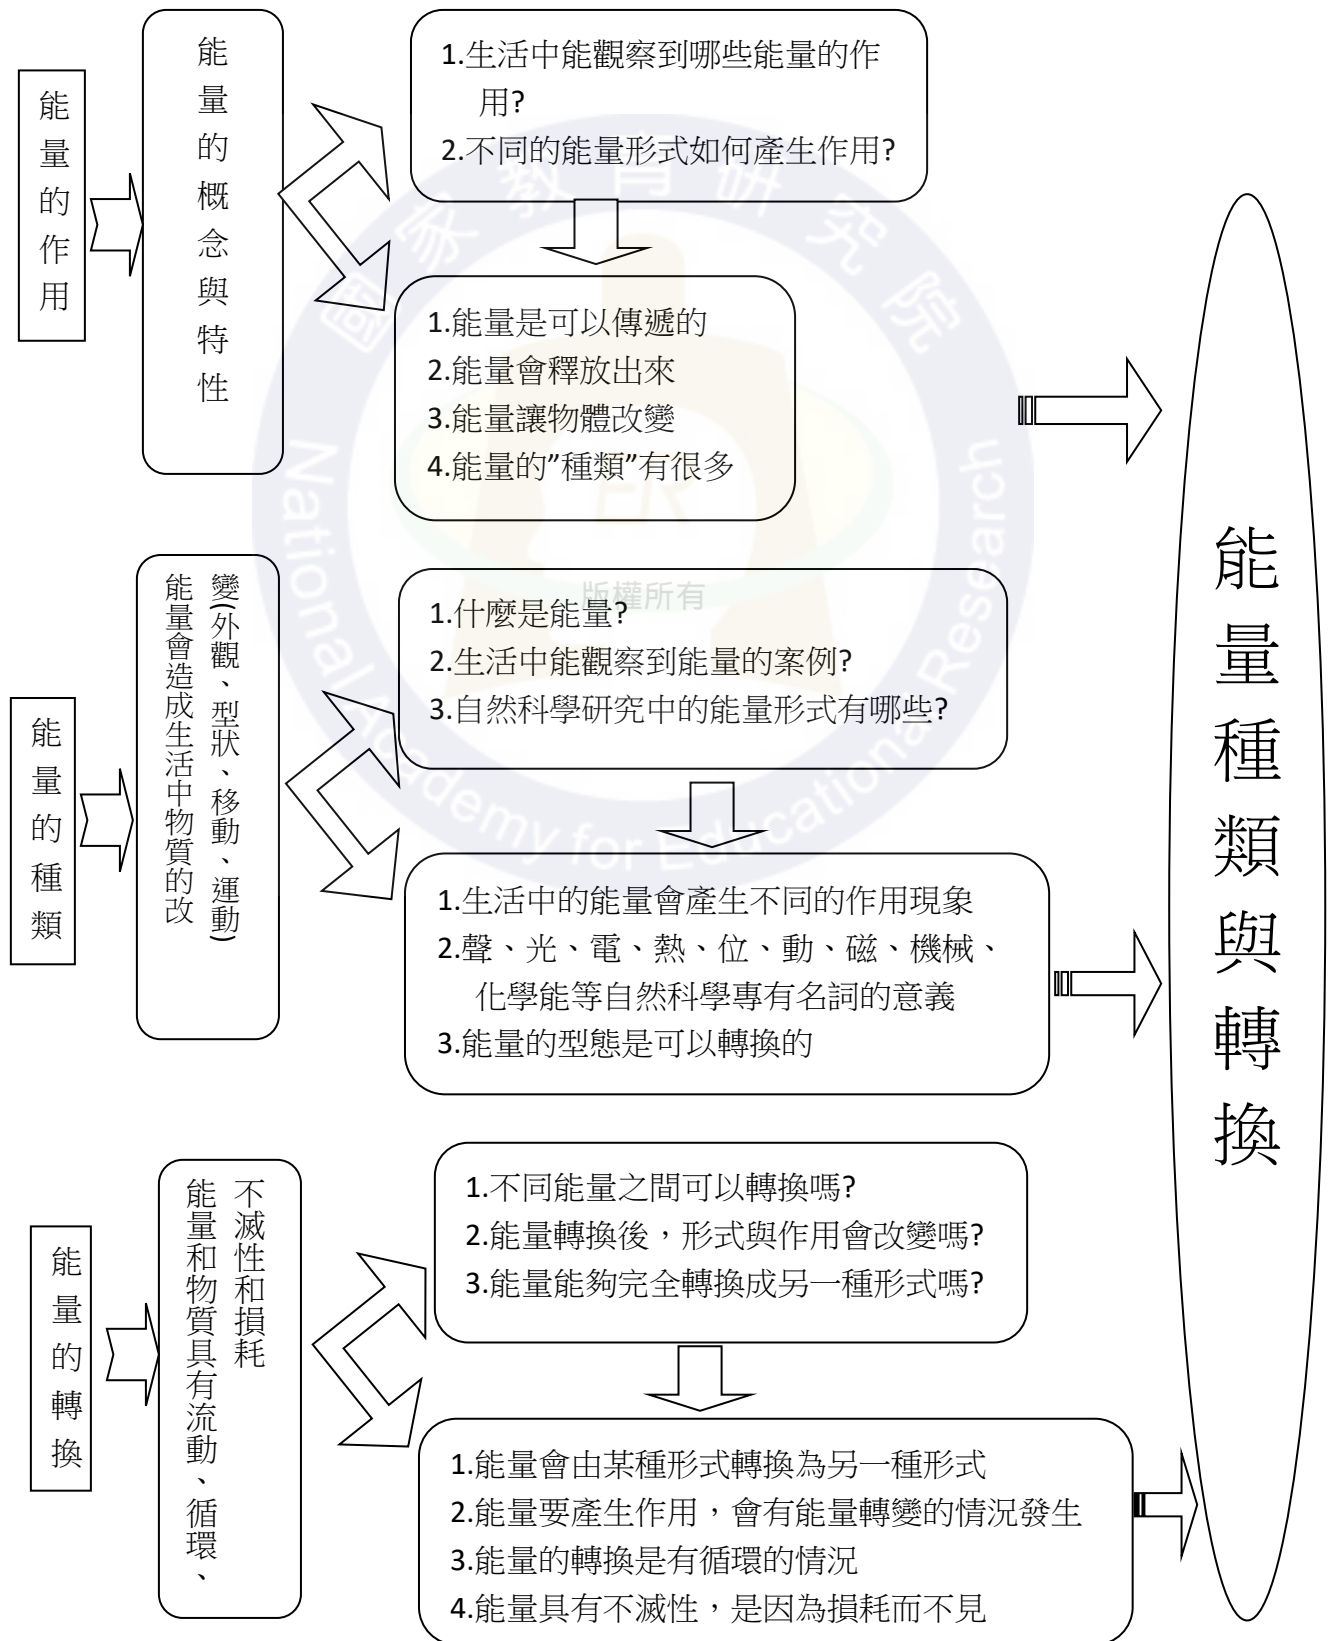 能量的作用
能量的概念與特性
1.生活中能觀察到哪些能量的作
用?
2.不同的能量形式如何產生作用?
1.能量是可以傳遞的
2.能量會釋放出來
3.能量讓物體改變
4.能量的”種類”有很多
能量的種類
能量會造成生活中物質的改
變(外觀、型狀、移動、運動)
1.什麼是能量?
2.生活中能觀察到能量的案例?
3.自然科學研究中的能量形式有哪些?
1.生活中的能量會產生不同的作用現象
2.聲、光、電、熱、位、動、磁、機械、
化學能等自然科學專有名詞的意義
3.能量的型態是可以轉換的
能量的轉換
能量和物質具有流動、循環、
不滅性和損耗
1.不同能量之間可以轉換嗎?
2.能量轉換後，形式與作用會改變嗎?
3.能量能夠完全轉換成另一種形式嗎?
1.能量會由某種形式轉換為另一種形式
2.能量要產生作用，會有能量轉變的情況發生
3.能量的轉換是有循環的情況
4.能量具有不滅性，是因為損耗而不見
能量種類與轉換
國家教育研究院
National Academy for Educational Research
ER
版權所有